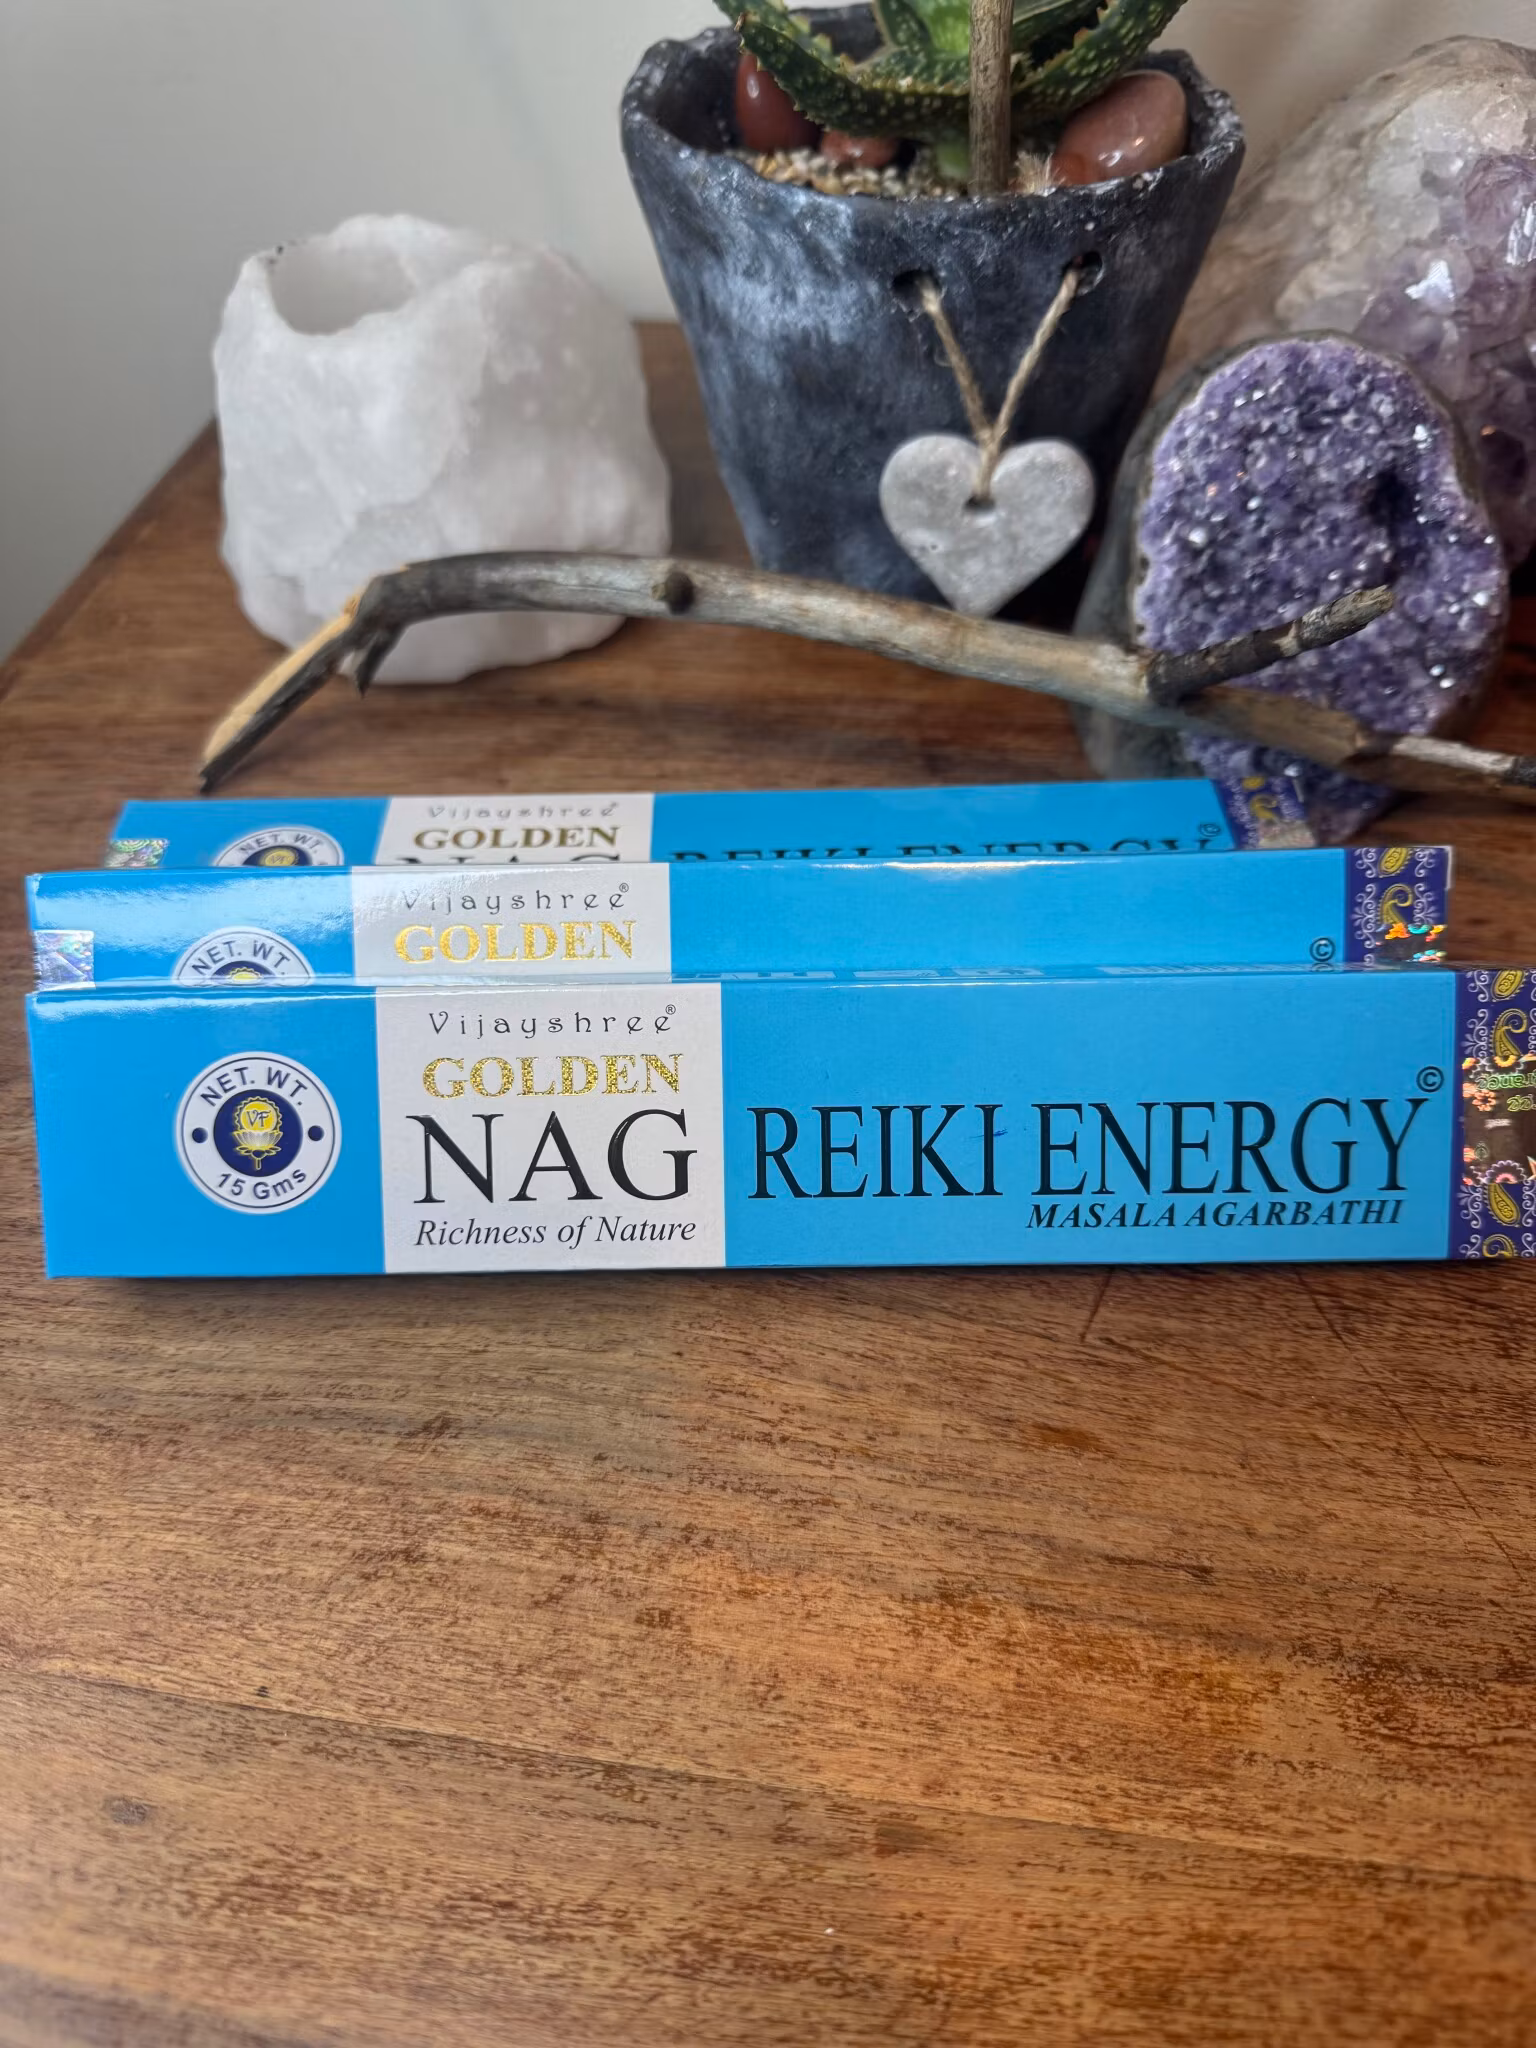 Vijayshree®
GOLDEN
NET. WT.
VF
REIKI ENERGY ©
Vijayshree®
GOLDEN
NET. WT.
©
Vijayshree®
GOLDEN
NAG
Richness of Nature
NET. WT.
VF
15 Gms
REIKI ENERGY ©
MASALA AGARBATHI